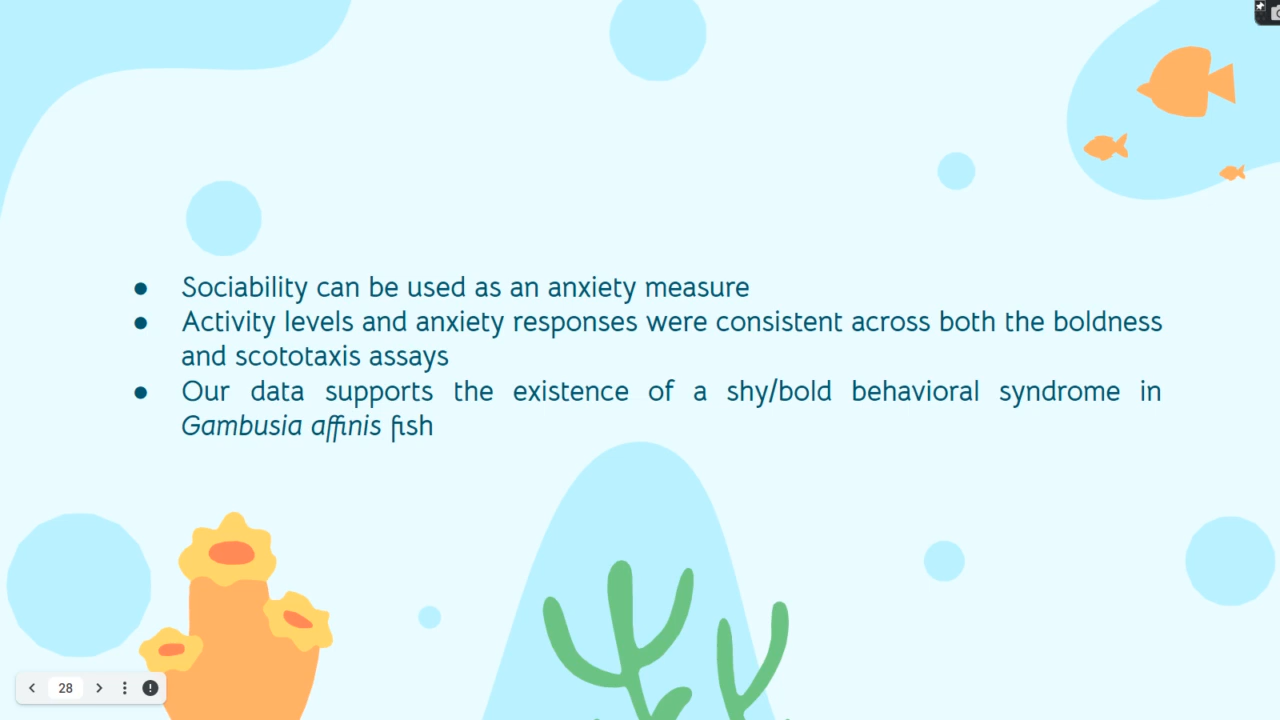 ● Sociability can be used as an anxiety measure
● Activity levels and anxiety responses were consistent across both the boldness
and scototaxis assays
● Our data supports the existence of a shy/bold behavioral syndrome in
Gambusia affinis fish
28